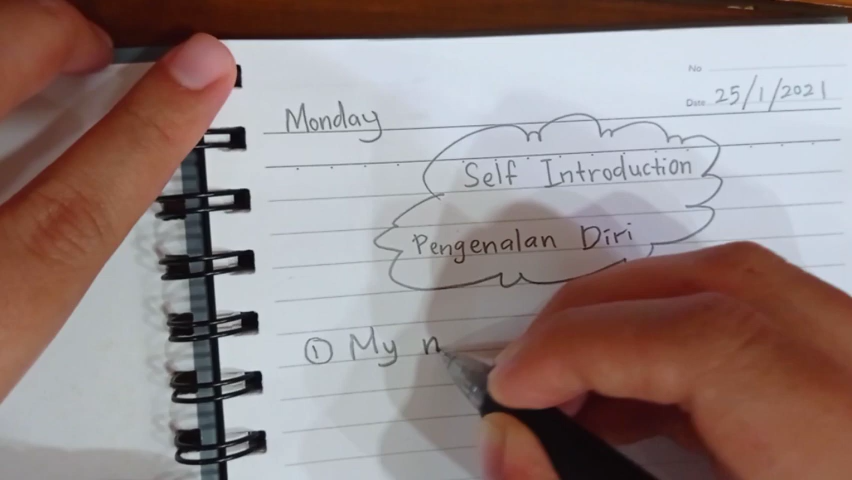 No
Date 25/1/2021
Monday
Self Introduction
Pengenalan Diri
① My n